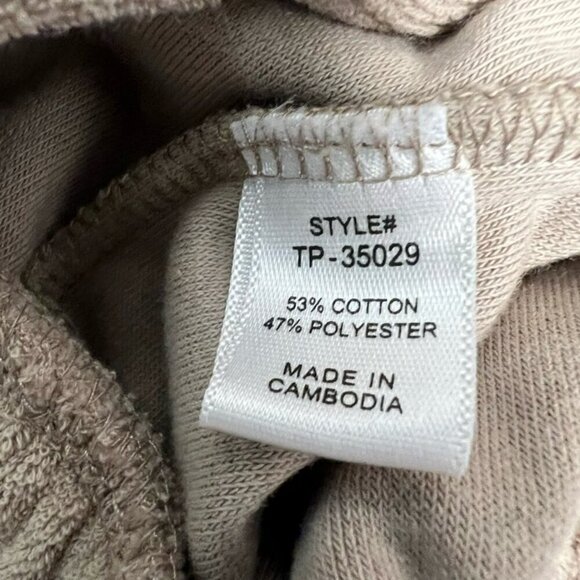 STYLE#
TP-35029
53% COTTON
47% POLYESTER
MADE IN
CAMBODIA